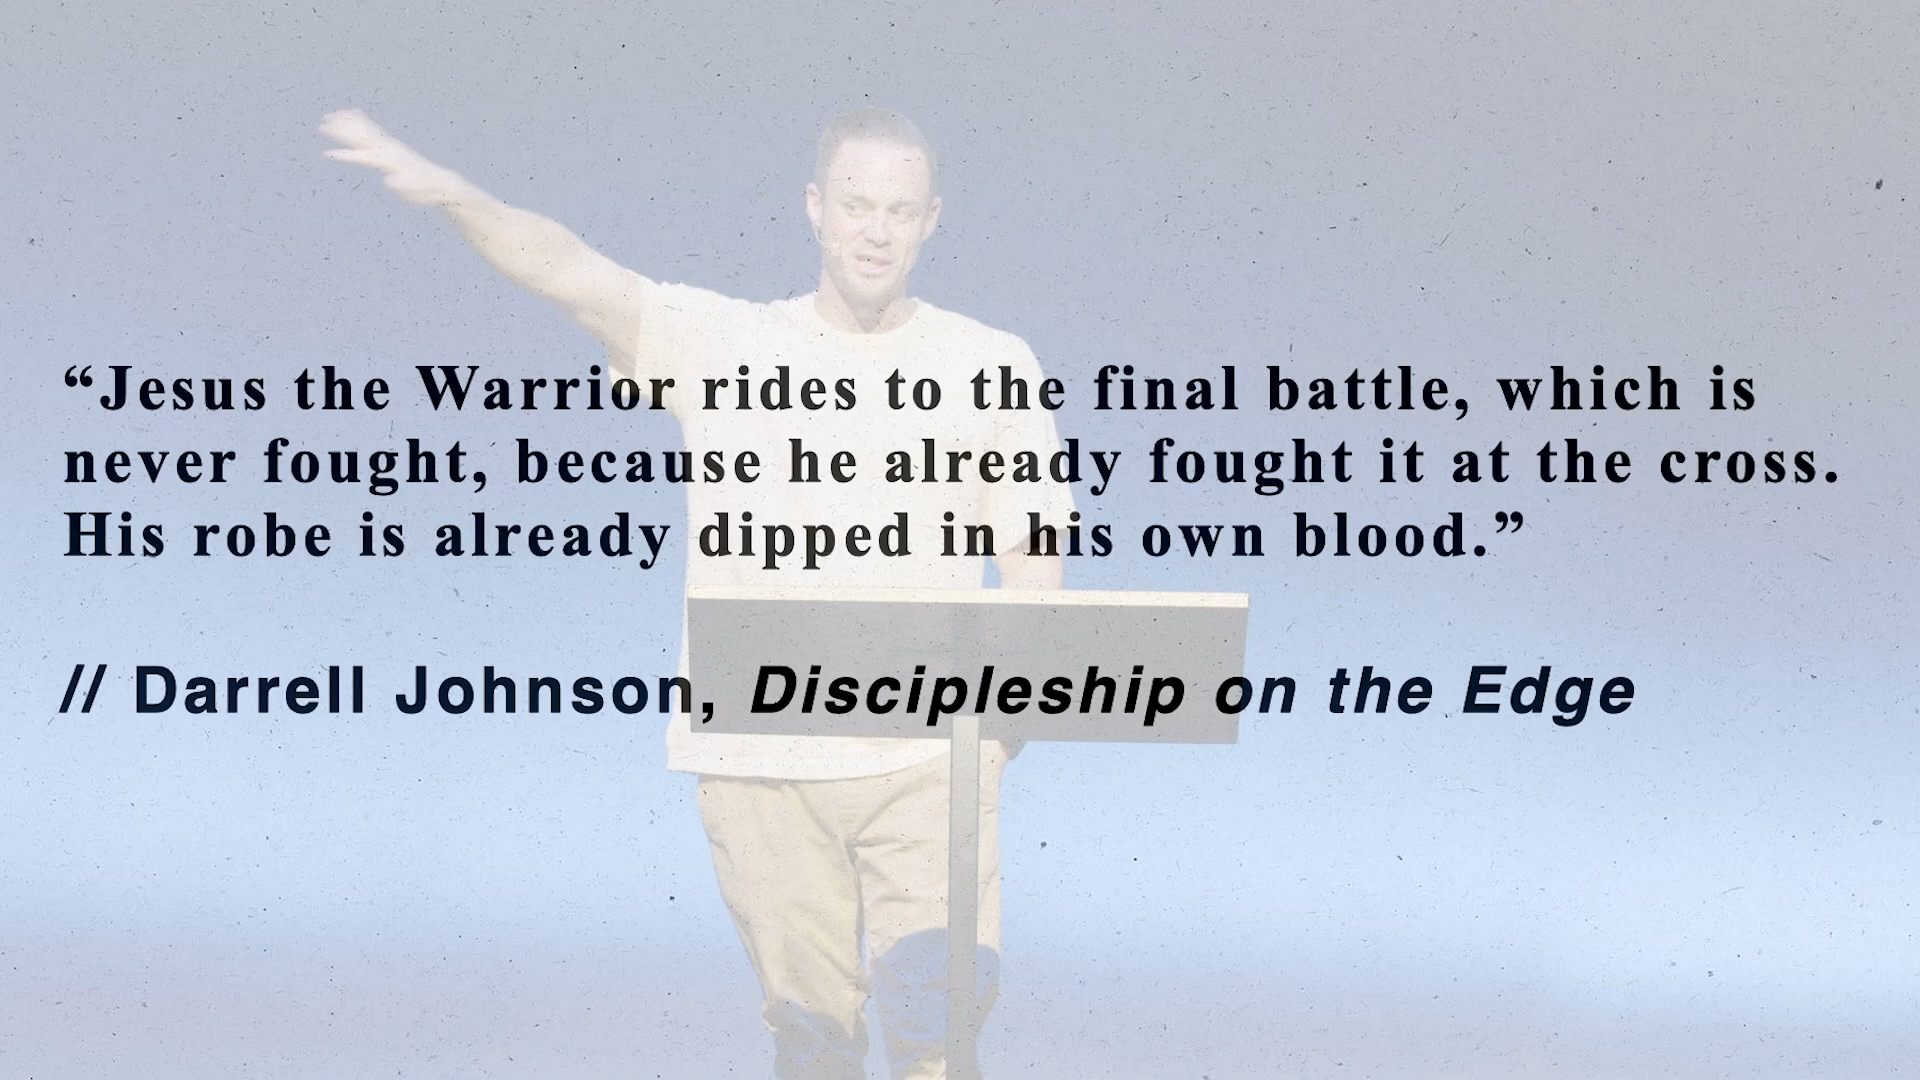 “Jesus the Warrior rides to the final battle, which is
never fought, because he already fought it at the cross.
His robe is already dipped in his own blood.”
// Darrell Johnson, Discipleship on the Edge